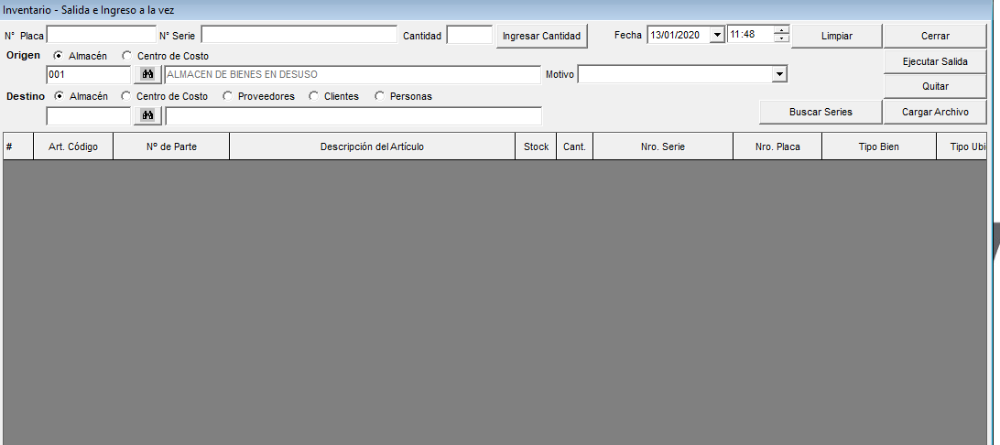 Inventario - Salida e Ingreso a la vez
N° Placa N° Serie Cantidad Ingresar Cantidad Fecha 13/01/2020 11:48 Limpiar Cerrar
Origen Almacén Centro de Costo
Ejecutar Salida
001 ALMACEN DE BIENES EN DESUSO Motivo
Quitar
Destino Almacén Centro de Costo Proveedores Clientes Personas
Buscar Series Cargar Archivo
# Art. Código Nº de Parte Descripción del Artículo Stock Cant. Nro. Serie Nro. Placa Tipo Bien Tipo Ubi